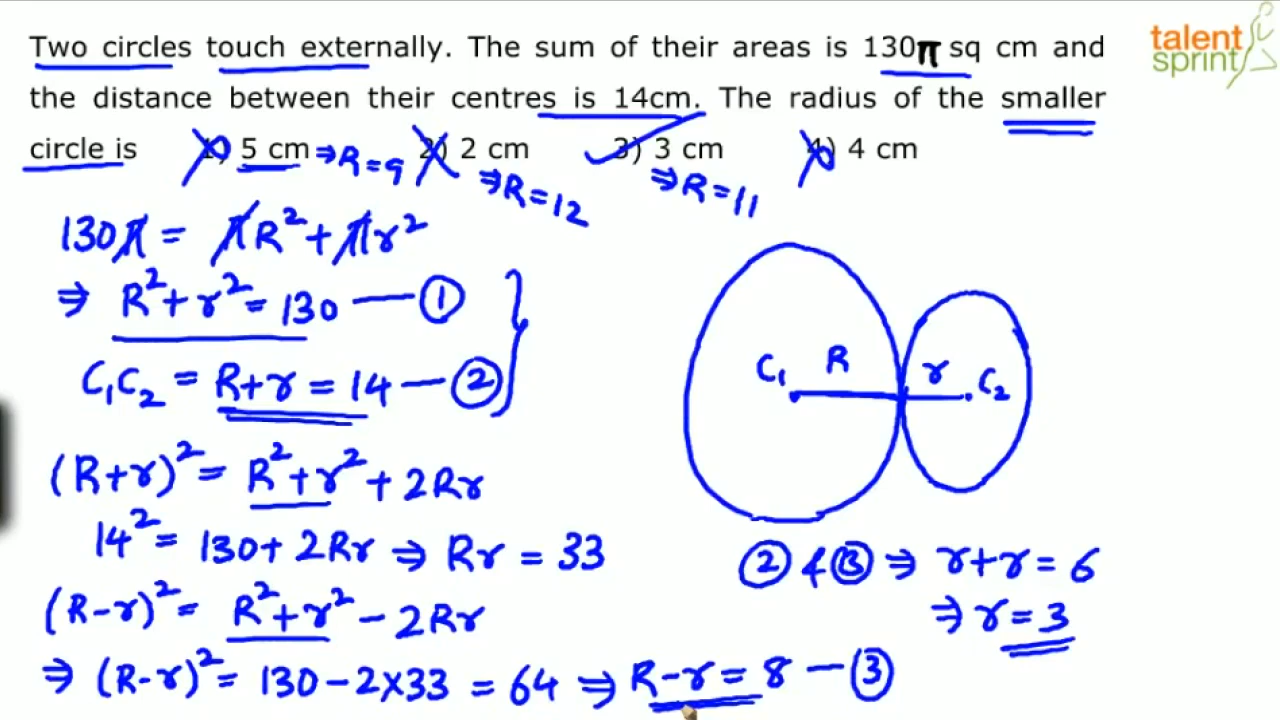 Two circles touch externally. The sum of their areas is 130π sq cm and
the distance between their centres is 14cm. The radius of the smaller
circle is 1) 5 cm ⇒R=9 2) 2 cm ⇒R=12 3) 3 cm ⇒R=11 4) 4 cm
talent
sprint
130π = πR²+πr²
⇒ R²+r²=130 — ①
C₁C₂ = R+r = 14 — ②
(R+r)² = R²+r²+2Rr
14² = 130+2Rr ⇒ Rr = 33
(R-r)² = R²+r²-2Rr
⇒ (R-r)² = 130-2×33 = 64 ⇒ R-r = 8 — ③
C₁ R r C₂
② & ③ ⇒ r+r = 6
⇒ r = 3